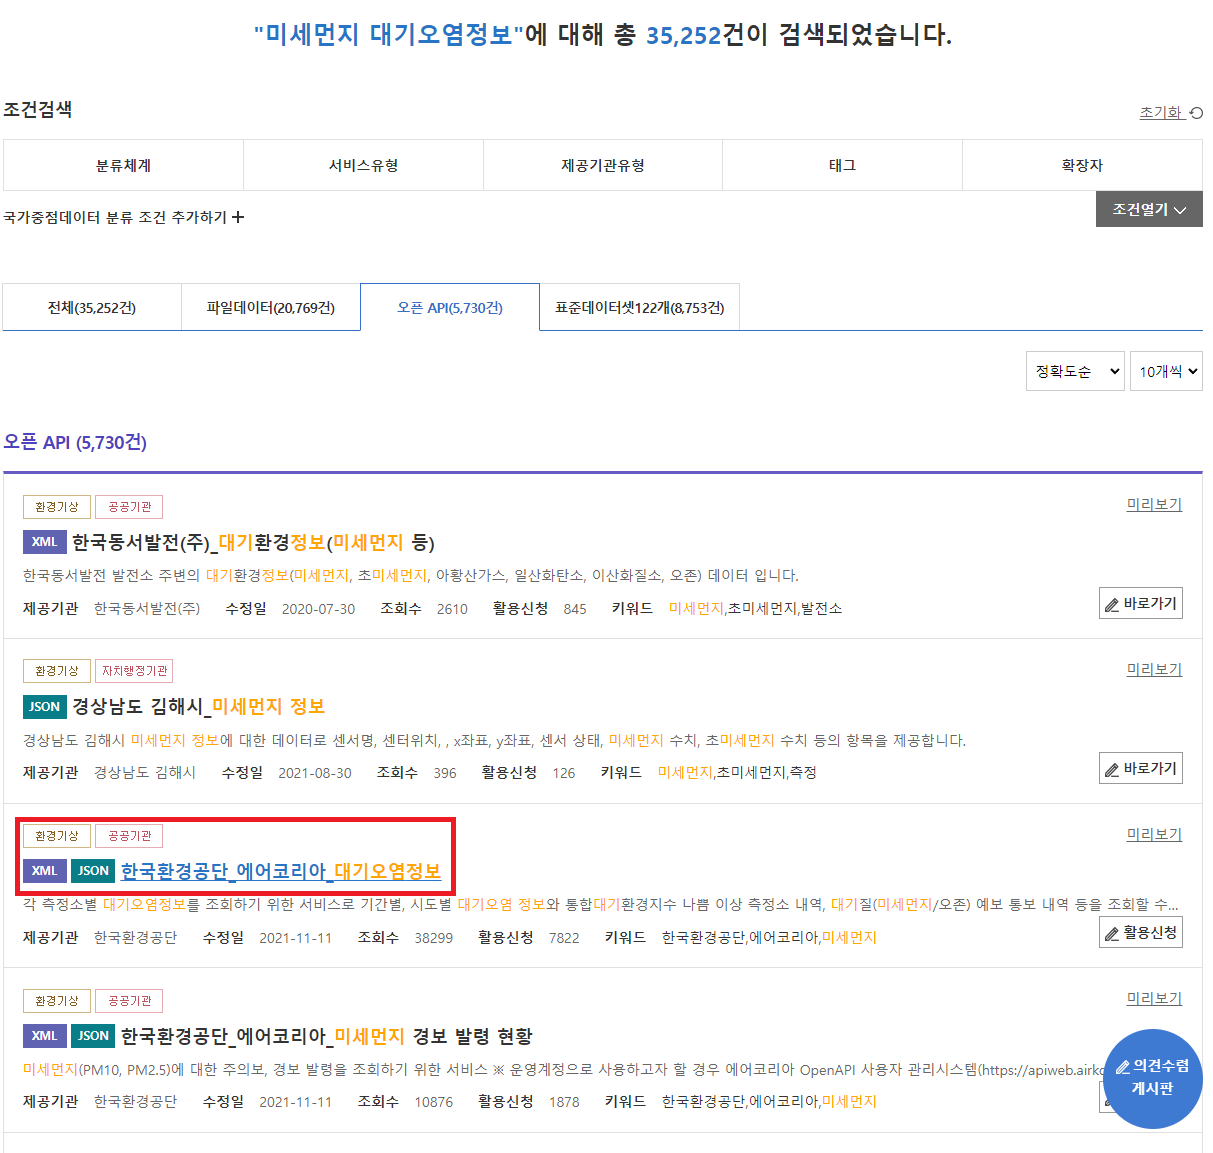 "미세먼지 대기오염정보"에 대해 총 35,252건이 검색되었습니다.
조건검색
초기화
분류체계 서비스유형 제공기관유형 태그 확장자
국가중점데이터 분류 조건 추가하기 +
조건열기
전체(35,252건) 파일데이터(20,769건) 오픈 API(5,730건) 표준데이터셋122개(8,753건)
정확도순 10개씩
오픈 API (5,730건)
환경기상 공공기관 미리보기
XML 한국동서발전(주)_대기환경정보(미세먼지 등)
한국동서발전 발전소 주변의 대기환경정보(미세먼지, 초미세먼지, 아황산가스, 일산화탄소, 이산화질소, 오존) 데이터 입니다.
제공기관 한국동서발전(주) 수정일 2020-07-30 조회수 2610 활용신청 845 키워드 미세먼지,초미세먼지,발전소
바로가기
환경기상 자치행정기관 미리보기
JSON 경상남도 김해시_미세먼지 정보
경상남도 김해시 미세먼지 정보에 대한 데이터로 센서명, 센터위치, , x좌표, y좌표, 센서 상태, 미세먼지 수치, 초미세먼지 수치 등의 항목을 제공합니다.
제공기관 경상남도 김해시 수정일 2021-08-30 조회수 396 활용신청 126 키워드 미세먼지,초미세먼지,측정
바로가기
환경기상 공공기관 미리보기
XML JSON 한국환경공단_에어코리아_대기오염정보
각 측정소별 대기오염정보를 조회하기 위한 서비스로 기간별, 시도별 대기오염 정보와 통합대기환경지수 나쁨 이상 측정소 내역, 대기질(미세먼지/오존) 예보 통보 내역 등을 조회할 수...
제공기관 한국환경공단 수정일 2021-11-11 조회수 38299 활용신청 7822 키워드 한국환경공단,에어코리아,미세먼지
활용신청
환경기상 공공기관 미리보기
XML JSON 한국환경공단_에어코리아_미세먼지 경보 발령 현황
미세먼지(PM10, PM2.5)에 대한 주의보, 경보 발령을 조회하기 위한 서비스 ※ 운영계정으로 사용하고자 할 경우 에어코리아 OpenAPI 사용자 관리시스템(https://apiweb.airko
제공기관 한국환경공단 수정일 2021-11-11 조회수 10876 활용신청 1878 키워드 한국환경공단,에어코리아,미세먼지
의견수렴
게시판